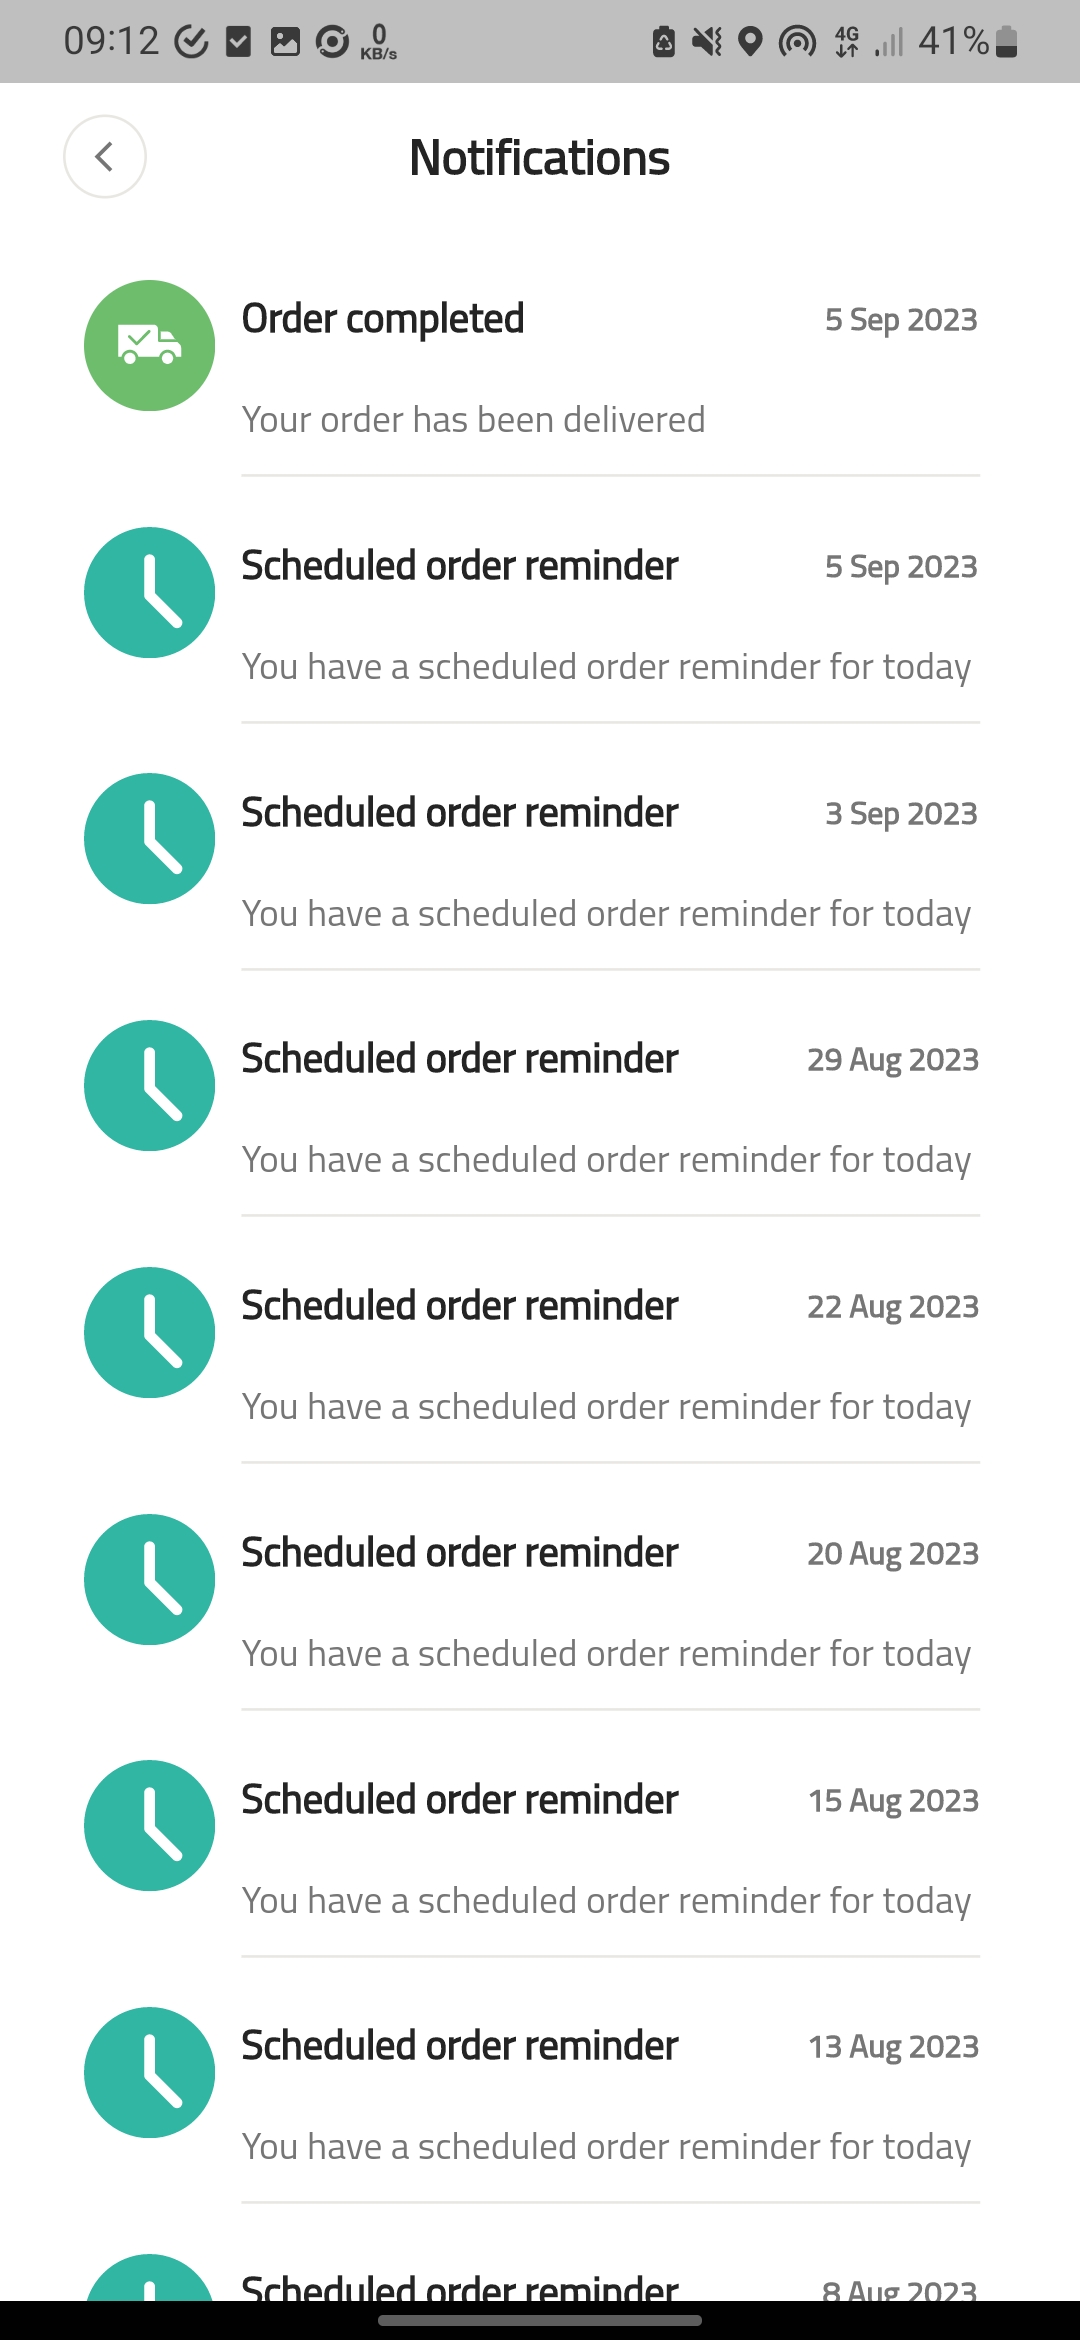 09:12 0 KB/s 4G 41%
Notifications
Order completed 5 Sep 2023
Your order has been delivered
Scheduled order reminder 5 Sep 2023
You have a scheduled order reminder for today
Scheduled order reminder 3 Sep 2023
You have a scheduled order reminder for today
Scheduled order reminder 29 Aug 2023
You have a scheduled order reminder for today
Scheduled order reminder 22 Aug 2023
You have a scheduled order reminder for today
Scheduled order reminder 20 Aug 2023
You have a scheduled order reminder for today
Scheduled order reminder 15 Aug 2023
You have a scheduled order reminder for today
Scheduled order reminder 13 Aug 2023
You have a scheduled order reminder for today
Scheduled order reminder 8 Aug 2023